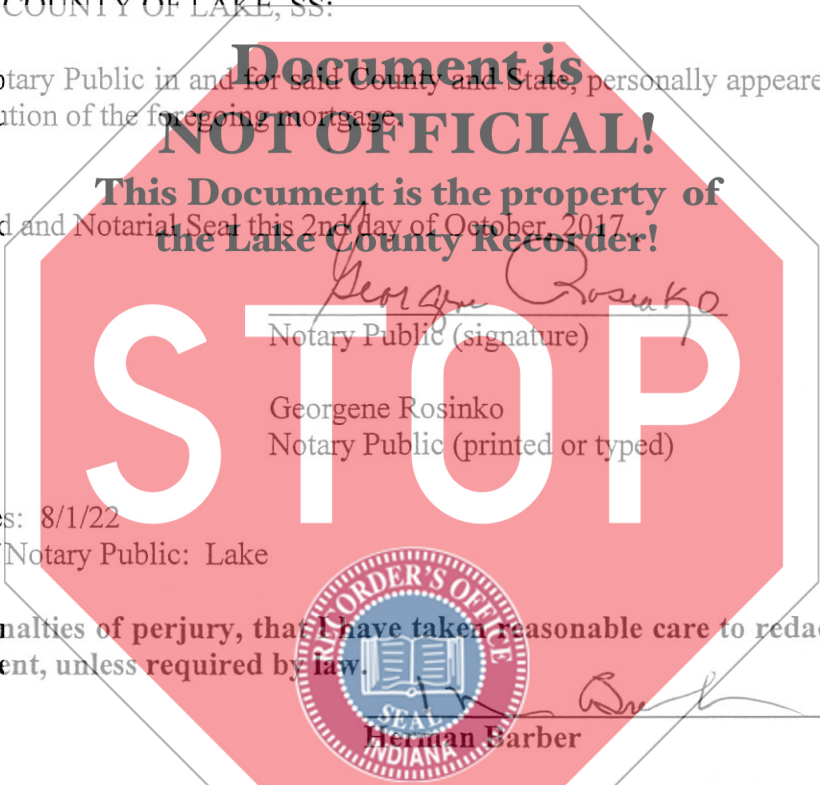 COUNTY OF LAKE, SS:
Document is
otary Public in and for said County and State, personally appeare
ution of the foregoing mortgage.
NOT OFFICIAL!
This Document is the property of
d and Notarial Seal this 2nd day of October, 2017.
the Lake County Recorder!
Georgene Rosinko
Notary Public (signature)
STOP
Georgene Rosinko
Notary Public (printed or typed)
es: 8/1/22
Notary Public: Lake
RECORDER'S OFFICE
nalties of perjury, that I have taken reasonable care to redac
ent, unless required by law.
SEAL
INDIANA
Herman Barber